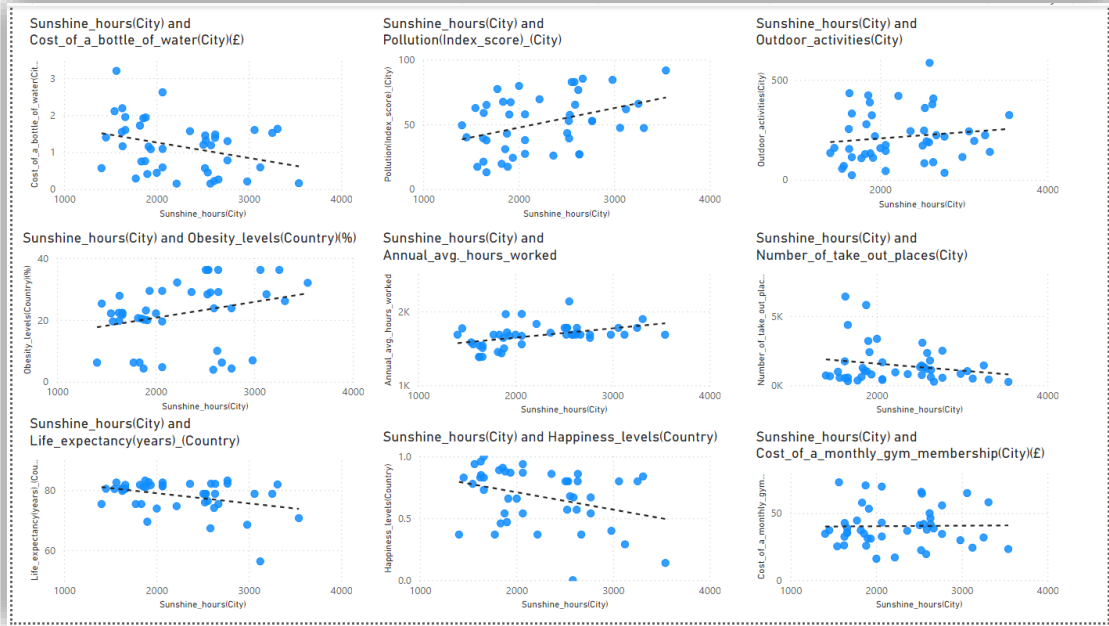 Sunshine_hours(City) and
Cost_of_a_bottle_of_water(City)(£)
Cost_of_a_bottle_of_water(Cit...
3
2
1
0
1000 2000 3000 4000
Sunshine_hours(City)
Sunshine_hours(City) and
Pollution(Index_score)_(City)
Pollution(Index_score)_(City)
100
50
0
1000 2000 3000 4000
Sunshine_hours(City)
Sunshine_hours(City) and
Outdoor_activities(City)
Outdoor_activities(City)
500
0
2000 4000
Sunshine_hours(City)
Sunshine_hours(City) and Obesity_levels(Country)(%)
Obesity_levels(Country)(%)
40
20
0
1000 2000 3000 4000
Sunshine_hours(City)
Sunshine_hours(City) and
Annual_avg._hours_worked
Annual_avg._hours_worked
2K
1K
1000 2000 3000 4000
Sunshine_hours(City)
Sunshine_hours(City) and
Number_of_take_out_places(City)
Number_of_take_out_plac...
5K
0K
2000 4000
Sunshine_hours(City)
Sunshine_hours(City) and
Life_expectancy(years)_(Country)
Life_expectancy(years)_(Cou...
80
60
1000 2000 3000 4000
Sunshine_hours(City)
Sunshine_hours(City) and Happiness_levels(Country)
Happiness_levels(Country)
1.0
0.5
0.0
1000 2000 3000 4000
Sunshine_hours(City)
Sunshine_hours(City) and
Cost_of_a_monthly_gym_membership(City)(£)
Cost_of_a_monthly_gym...
50
0
1000 2000 3000 4000
Sunshine_hours(City)